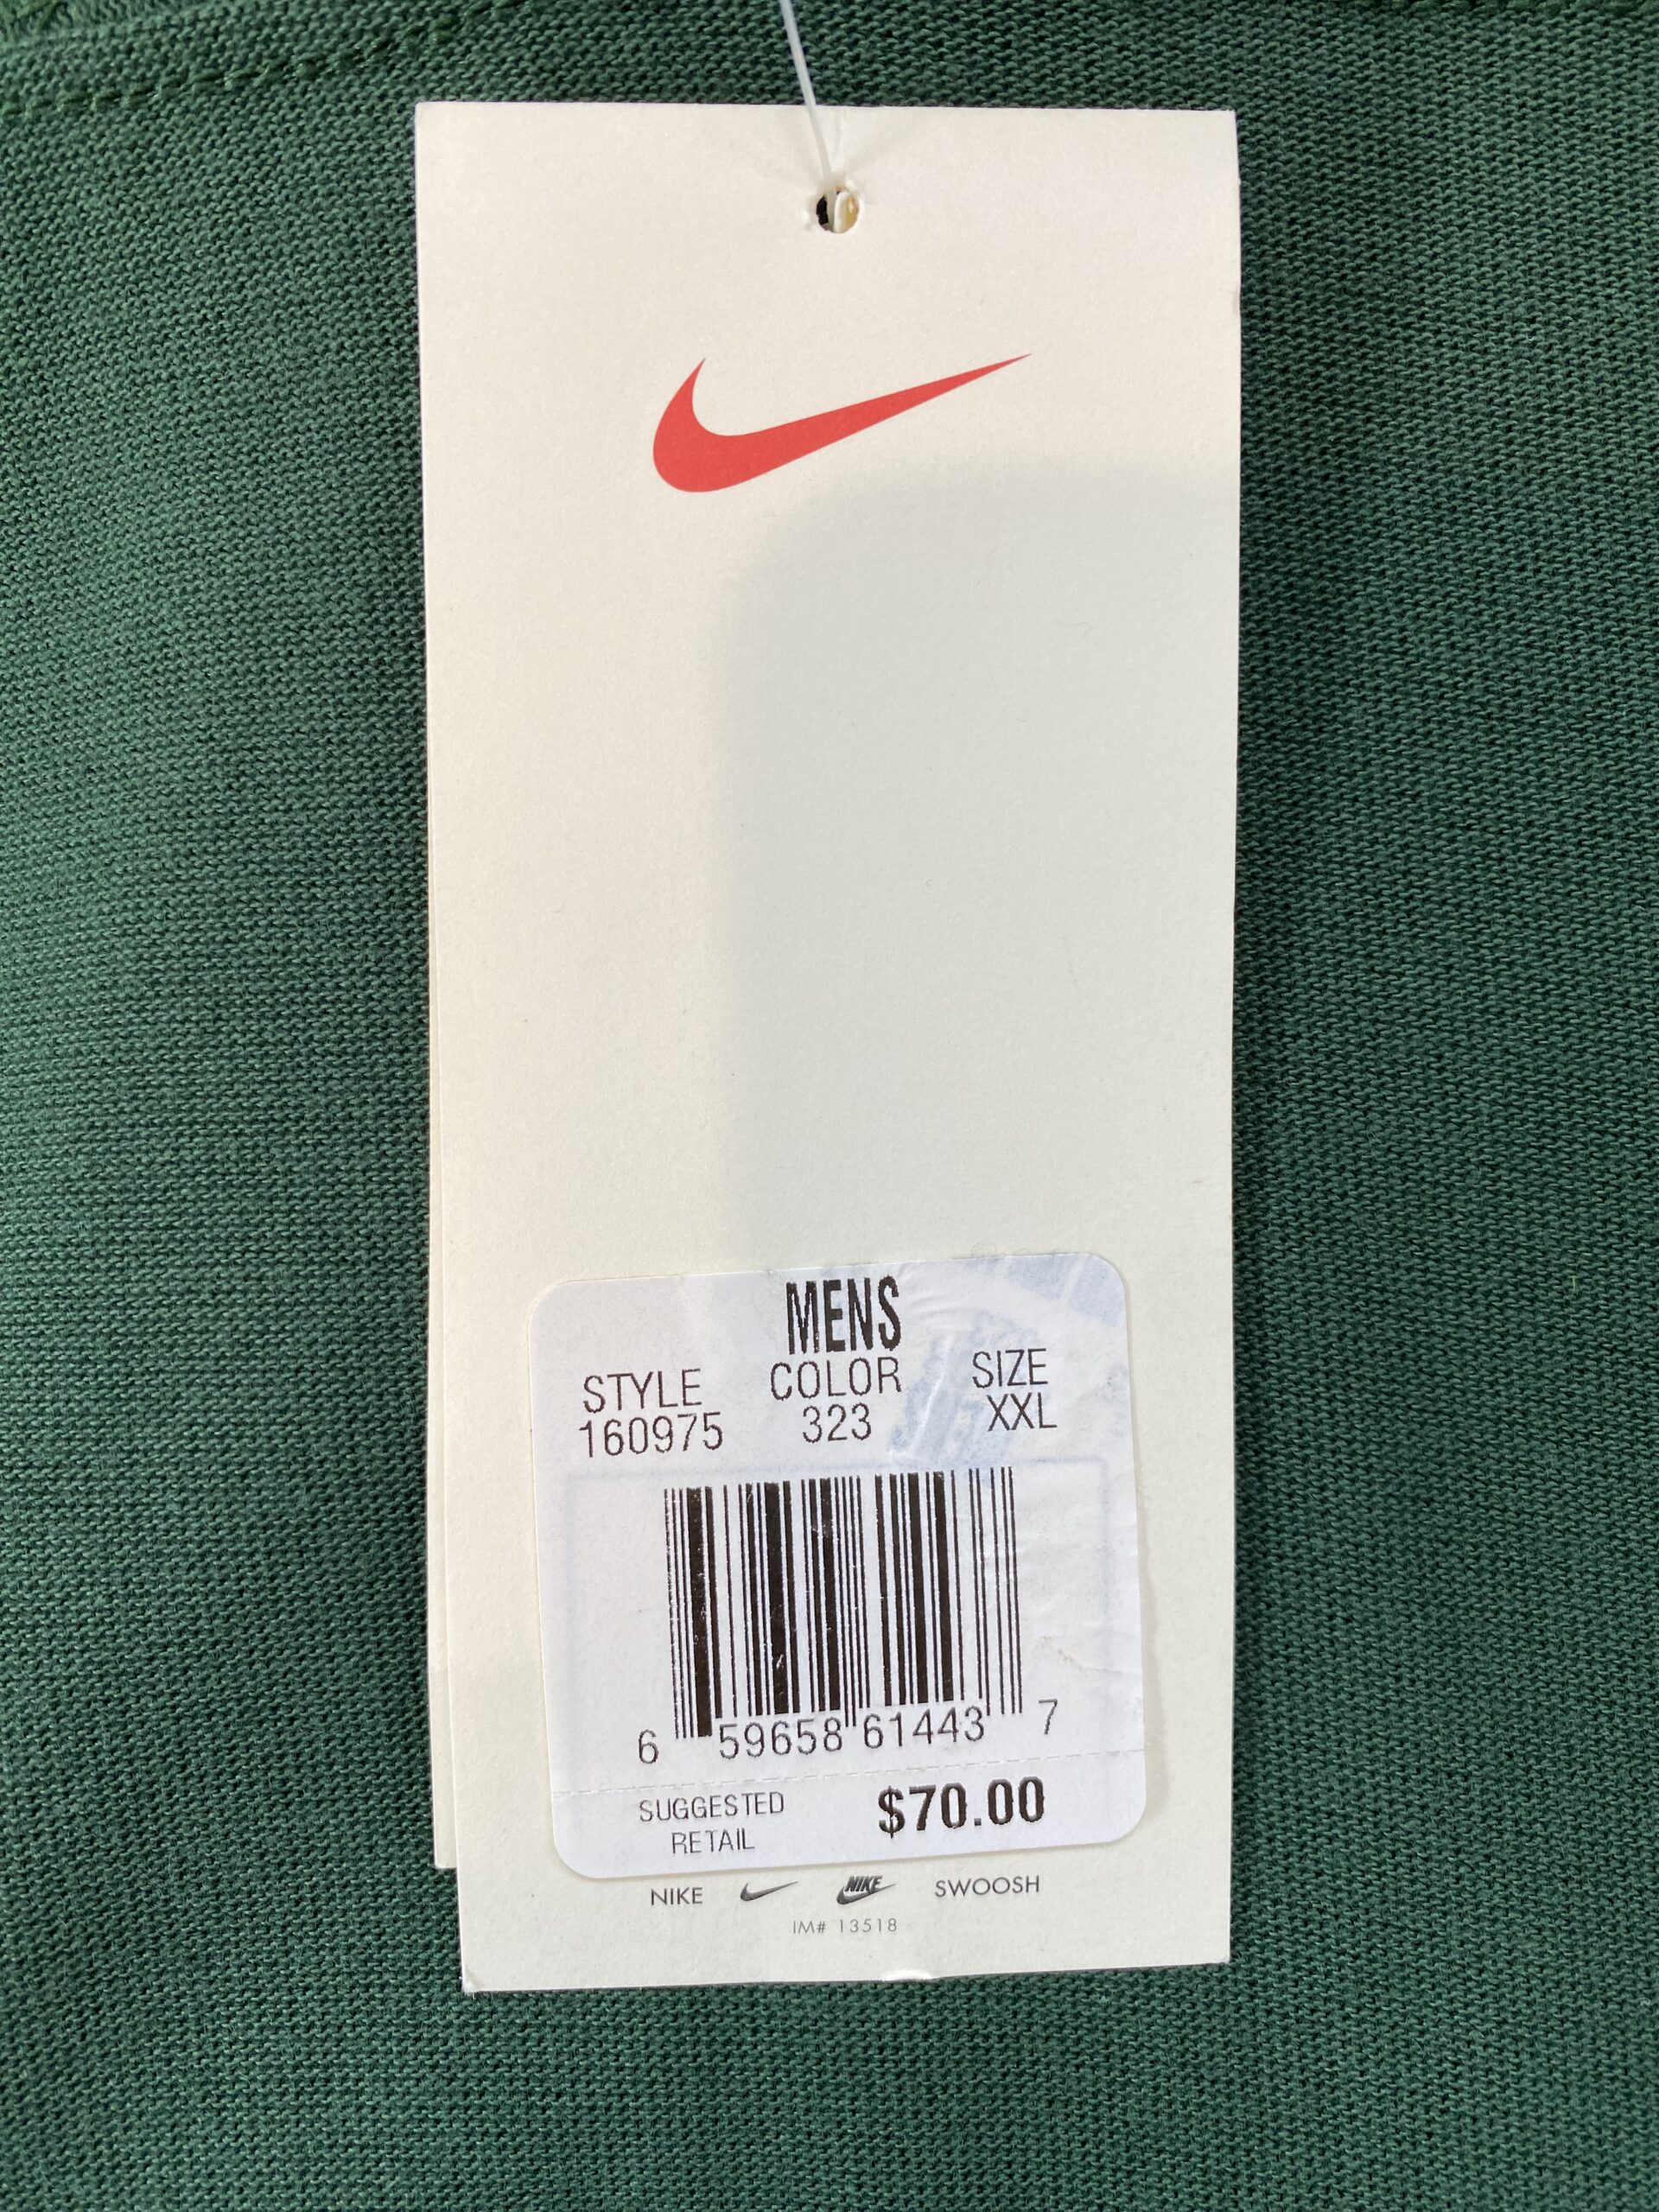 MENS
STYLE COLOR SIZE
160975 323 XXL
6 59658 61443 7
SUGGESTED RETAIL $70.00
NIKE NIKE SWOOSH
IM# 13518